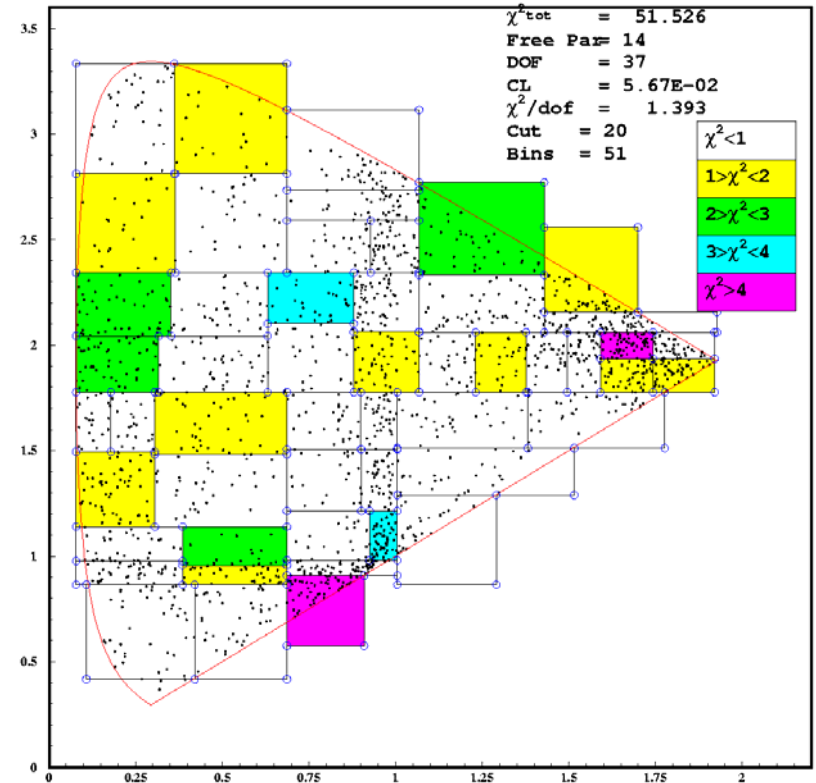 χ²tot = 51.526
Free Par= 14
DOF = 37
CL = 5.67E-02
χ²/dof = 1.393
Cut = 20
Bins = 51
χ²<1
1>χ²<2
2>χ²<3
3>χ²<4
χ²>4
3.5
3
2.5
2
1.5
1
0.5
0
0 0.25 0.5 0.75 1 1.25 1.5 1.75 2